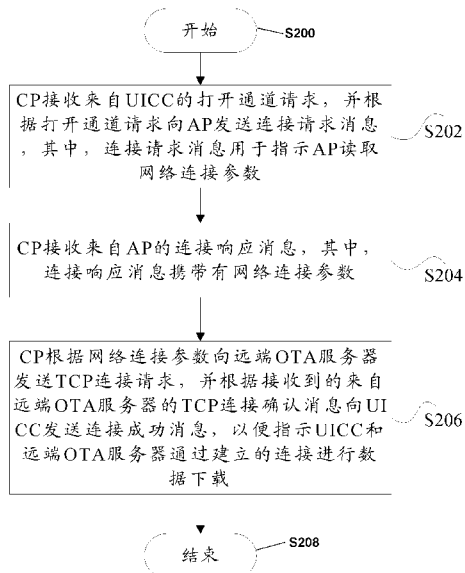 开始
S200
CP接收来自UICC的打开通道请求，并根
据打开通道请求向AP发送连接请求消息
，其中，连接请求消息用于指示AP读取
网络连接参数
S202
CP接收来自AP的连接响应消息，其中，
连接响应消息携带有网络连接参数
S204
CP根据网络连接参数向远端OTA服务器
发送TCP连接请求，并根据接收到的来自
远端OTA服务器的TCP连接确认消息向UI
CC发送连接成功消息，以便指示UICC和
远端OTA服务器通过建立的连接进行数
据下载
S206
结束
S208